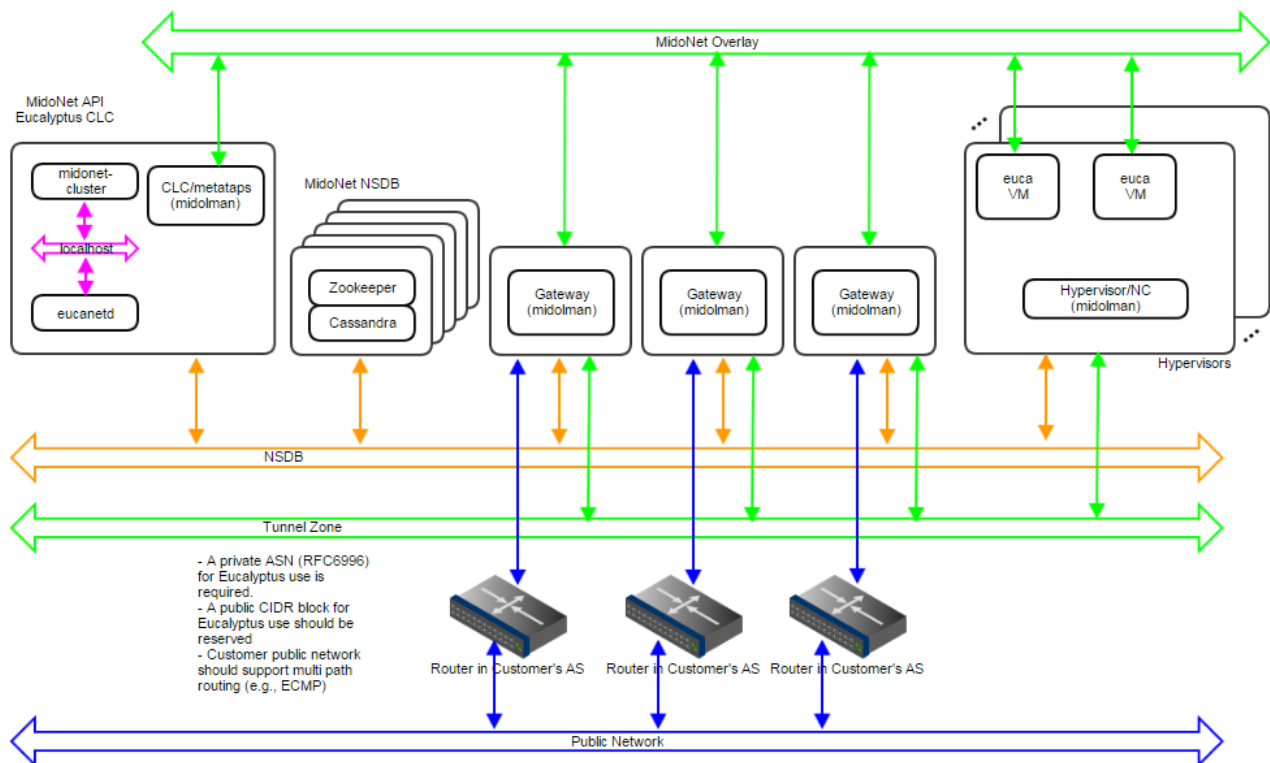 MidoNet Overlay
MidoNet API
Eucalyptus CLC
midonet-
cluster
CLC/metataps
(midolman)
localhost
eucanetd
MidoNet NSDB
Zookeeper
Cassandra
Gateway
(midolman)
Gateway
(midolman)
Gateway
(midolman)
euca
VM
euca
VM
Hypervisor/NC
(midolman)
Hypervisors
NSDB
Tunnel Zone
- A private ASN (RFC6996)
for Eucalyptus use is
required.
- A public CIDR block for
Eucalyptus use should be
reserved
- Customer public network
should support multi path
routing (e.g., ECMP)
Router in Customer's AS
Router in Customer's AS
Router in Customer's AS
Public Network